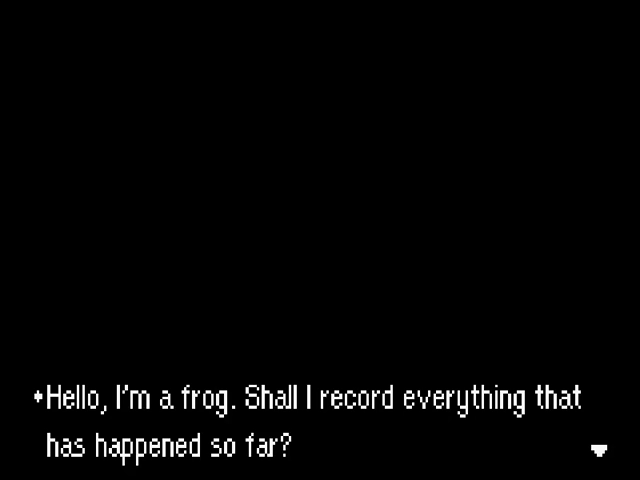 •Hello, I'm a frog. Shall I record everything that
has happened so far?